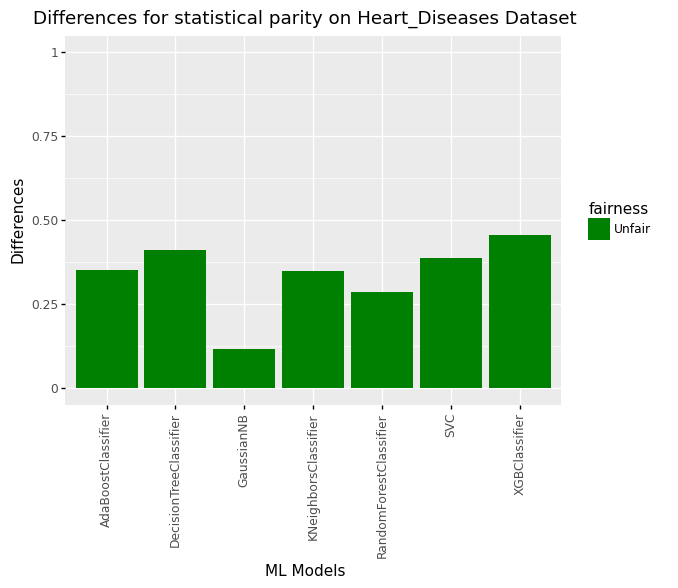 Differences for statistical parity on Heart_Diseases Dataset
Differences
1
0.75
0.50
0.25
0
AdaBoostClassifier
DecisionTreeClassifier
GaussianNB
KNeighborsClassifier
RandomForestClassifier
SVC
XGBClassifier
ML Models
fairness
Unfair